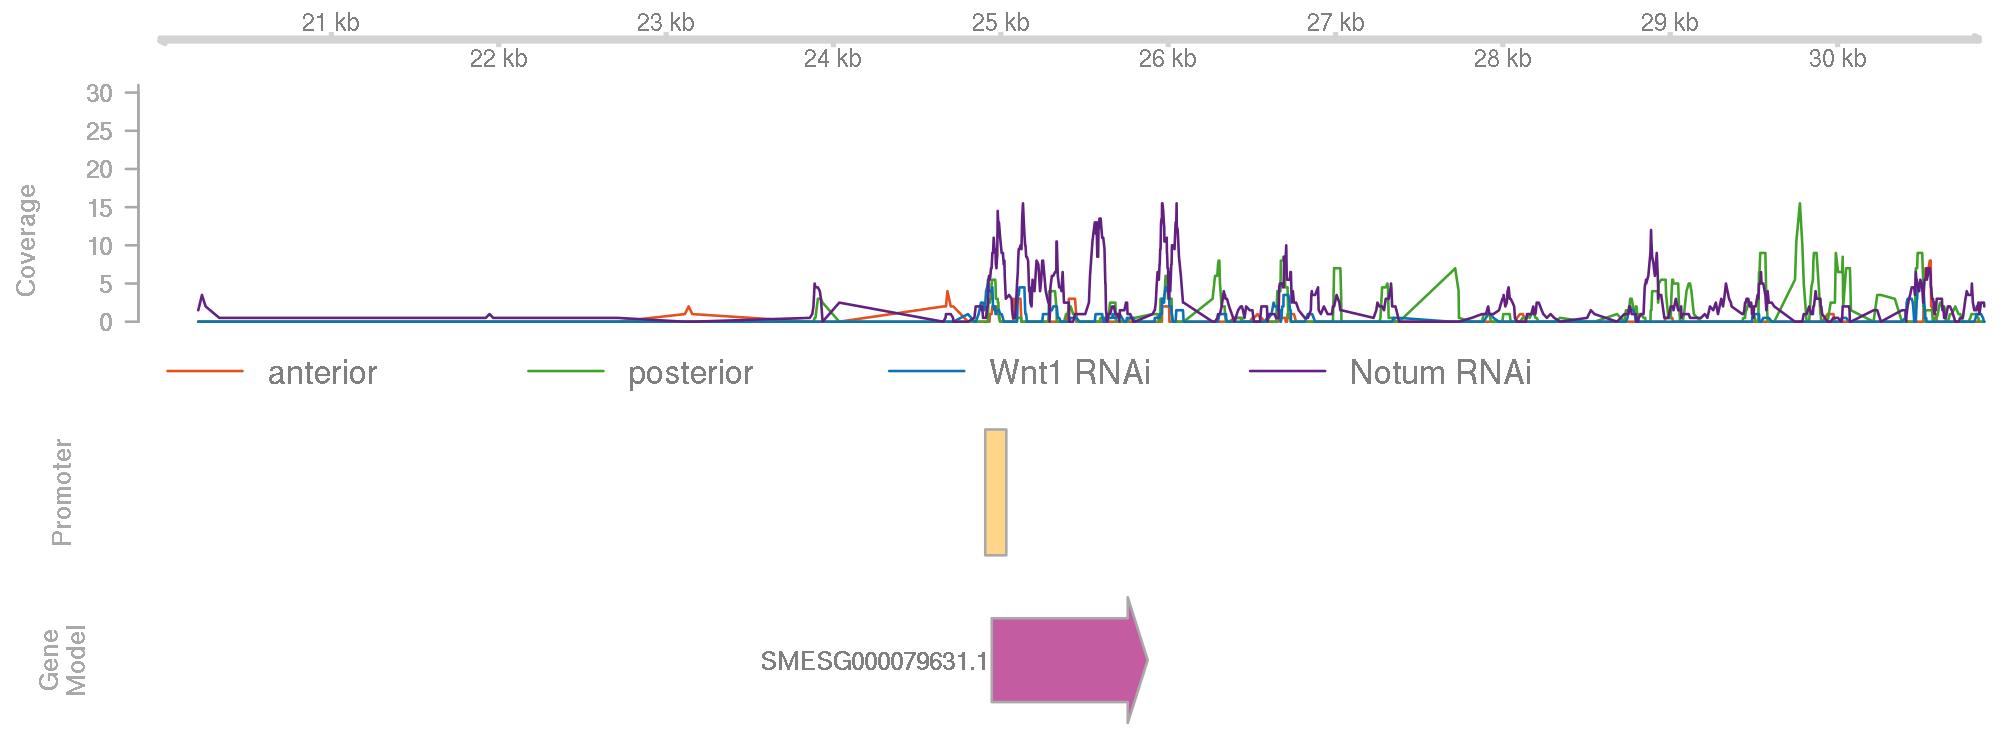 21 kb 23 kb 25 kb 27 kb 29 kb
22 kb 24 kb 26 kb 28 kb 30 kb
30
25
20
15
10
5
0
Coverage
anterior posterior Wnt1 RNAi Notum RNAi
Promoter
Gene
Model
SMESG000079631.1